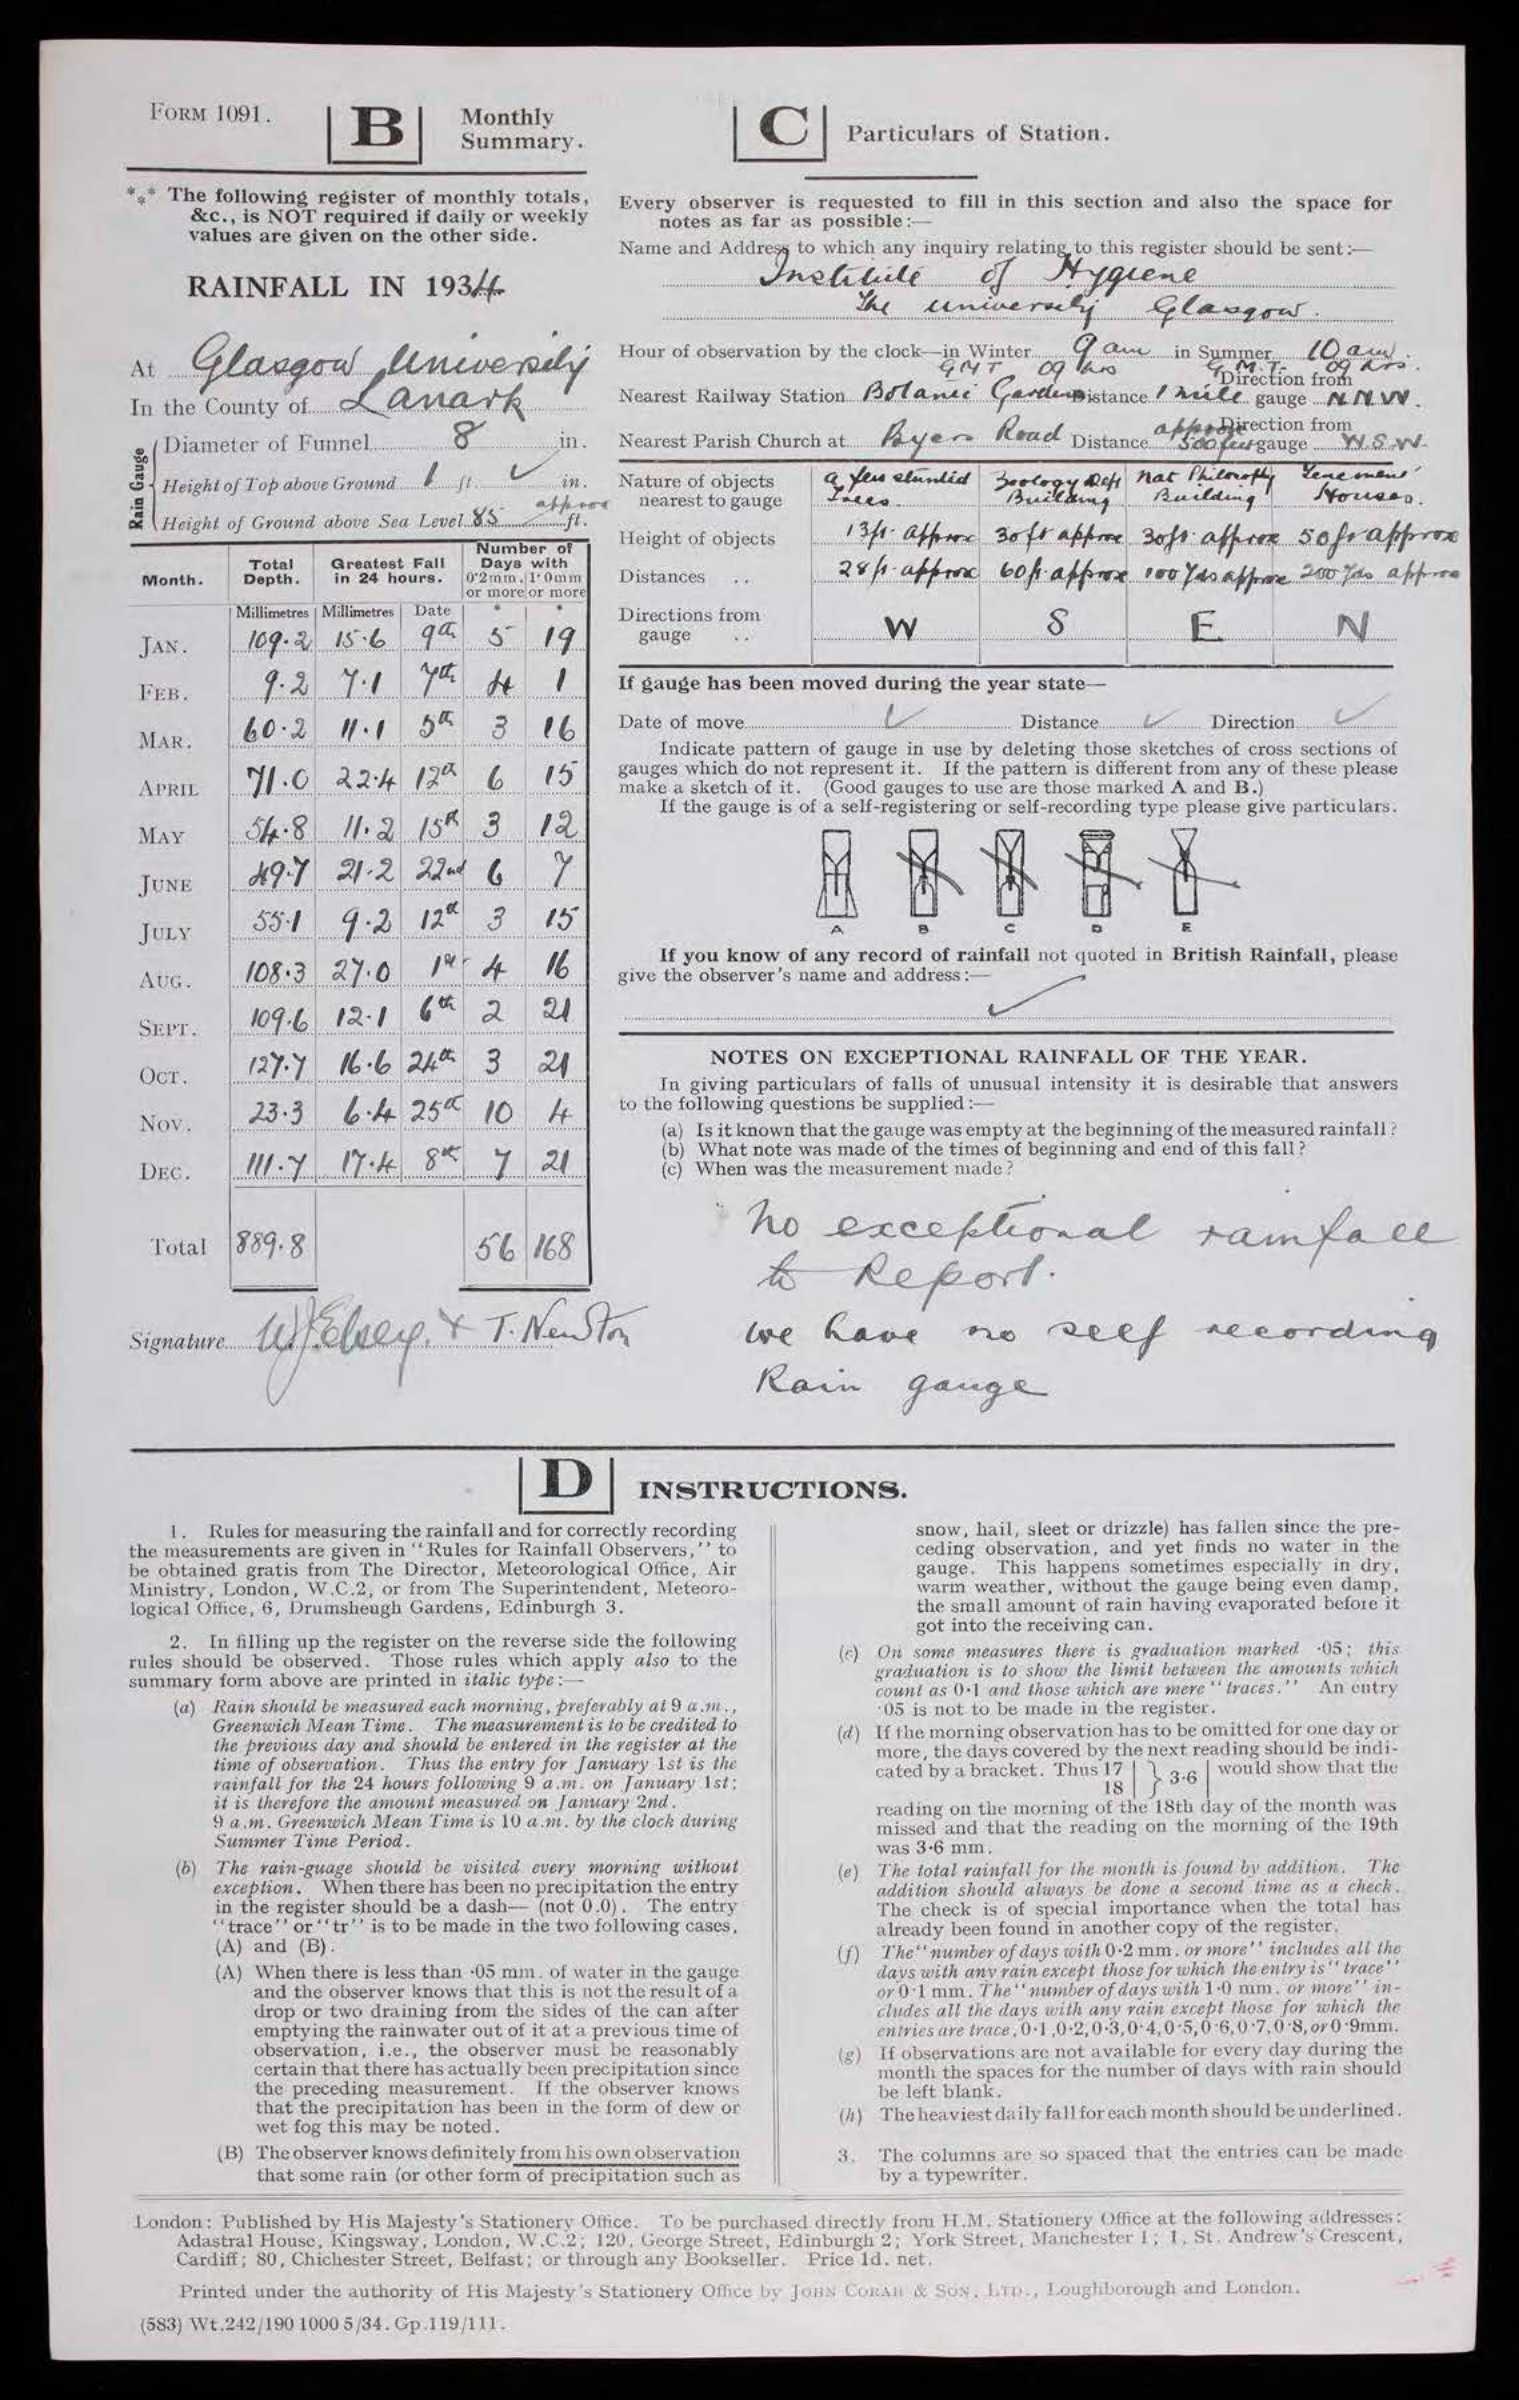 FORM 1091.
B
Monthly
Summary.
*** The following register of monthly totals,
&c., is NOT required if daily or weekly
values are given on the other side.
RAINFALL IN 1934
At Glasgow University
In the County of Lanark
Rain Gauge
Diameter of Funnel 8 in.
Height of Top above Ground 1 ft. in.
approx
Height of Ground above Sea Level 85 ft.
Month. Total Depth. Greatest Fall in 24 hours. Number of Days with
0·2mm. or more 1·0mm or more
Millimetres Millimetres Date * *
JAN. 109·2 15·6 9th 5 19
FEB. 9·2 7·1 7th 4 1
MAR. 60·2 11·1 5th 3 16
APRIL 71·0 22·4 12th 6 15
MAY 54·8 11·2 15th 3 12
JUNE 49·7 21·2 22nd 6 7
JULY 55·1 9·2 12th 3 15
AUG. 108·3 27·0 1st 4 16
SEPT. 109·6 12·1 6th 2 21
OCT. 127·7 16·6 24th 3 21
NOV. 23·3 6·4 25th 10 4
DEC. 111·7 17·4 8th 7 21
Total 889·8 56 168
Signature W.J. Elsey & T. Newton
C
Particulars of Station.
Every observer is requested to fill in this section and also the space for
notes as far as possible:—
Name and Address to which any inquiry relating to this register should be sent:—
Institute of Hygiene
The University Glasgow.
Hour of observation by the clock—in Winter 9 am in Summer 10 am.
GMT 09 hrs G.M.T. 09 hrs.
Nearest Railway Station Botanic Gardens Distance 1 mile Direction from gauge NNW.
Nearest Parish Church at Byers Road Distance approx 500 Direction from gauge W.S.W.
Nature of objects nearest to gauge a few stunted Trees. Zoology Dept Building Nat Philosophy Building Tenement Houses.
Height of objects 13ft. approx 30 ft approx 30ft. approx 50 ft approx
Distances .. 28 ft. approx 60 ft. approx 100 Yds approx 200 Yds approx
Directions from gauge .. W S E N
If gauge has been moved during the year state—
Date of move Distance Direction
Indicate pattern of gauge in use by deleting those sketches of cross sections of
gauges which do not represent it. If the pattern is different from any of these please
make a sketch of it. (Good gauges to use are those marked A and B.)
If the gauge is of a self-registering or self-recording type please give particulars.
A B C D E
If you know of any record of rainfall not quoted in British Rainfall, please
give the observer's name and address:—
NOTES ON EXCEPTIONAL RAINFALL OF THE YEAR.
In giving particulars of falls of unusual intensity it is desirable that answers
to the following questions be supplied:—
(a) Is it known that the gauge was empty at the beginning of the measured rainfall?
(b) What note was made of the times of beginning and end of this fall?
(c) When was the measurement made?
No exceptional rainfall
to Report.
we have no self recording
Rain gauge
D
INSTRUCTIONS.
1. Rules for measuring the rainfall and for correctly recording
the measurements are given in "Rules for Rainfall Observers," to
be obtained gratis from The Director, Meteorological Office, Air
Ministry, London, W.C.2, or from The Superintendent, Meteoro-
logical Office, 6, Drumsheugh Gardens, Edinburgh 3.
2. In filling up the register on the reverse side the following
rules should be observed. Those rules which apply also to the
summary form above are printed in italic type:—
(a) Rain should be measured each morning, preferably at 9 a.m.,
Greenwich Mean Time. The measurement is to be credited to
the previous day and should be entered in the register at the
time of observation. Thus the entry for January 1st is the
rainfall for the 24 hours following 9 a.m. on January 1st;
it is therefore the amount measured on January 2nd.
9 a.m. Greenwich Mean Time is 10 a.m. by the clock during
Summer Time Period.
(b) The rain-guage should be visited every morning without
exception. When there has been no precipitation the entry
in the register should be a dash— (not 0.0). The entry
"trace" or "tr" is to be made in the two following cases,
(A) and (B).
(A) When there is less than ·05 mm. of water in the gauge
and the observer knows that this is not the result of a
drop or two draining from the sides of the can after
emptying the rainwater out of it at a previous time of
observation, i.e., the observer must be reasonably
certain that there has actually been precipitation since
the preceding measurement. If the observer knows
that the precipitation has been in the form of dew or
wet fog this may be noted.
(B) The observer knows definitely from his own observation
that some rain (or other form of precipitation such as
snow, hail, sleet or drizzle) has fallen since the pre-
ceding observation, and yet finds no water in the
gauge. This happens sometimes especially in dry,
warm weather, without the gauge being even damp,
the small amount of rain having evaporated before it
got into the receiving can.
(c) On some measures there is graduation marked ·05; this
graduation is to show the limit between the amounts which
count as 0·1 and those which are mere "traces." An entry
·05 is not to be made in the register.
(d) If the morning observation has to be omitted for one day or
more, the days covered by the next reading should be indi-
cated by a bracket. Thus 17 18 } 3·6 would show that the
reading on the morning of the 18th day of the month was
missed and that the reading on the morning of the 19th
was 3·6 mm.
(e) The total rainfall for the month is found by addition. The
addition should always be done a second time as a check.
The check is of special importance when the total has
already been found in another copy of the register.
(f) The "number of days with 0·2 mm. or more" includes all the
days with any rain except those for which the entry is "trace"
or 0·1 mm. The "number of days with 1·0 mm. or more" in-
cludes all the days with any rain except those for which the
entries are trace, 0·1, 0·2, 0·3, 0·4, 0·5, 0·6, 0·7, 0·8, or 0·9mm.
(g) If observations are not available for every day during the
month the spaces for the number of days with rain should
be left blank.
(h) The heaviest daily fall for each month should be underlined.
3. The columns are so spaced that the entries can be made
by a typewriter.
London: Published by His Majesty's Stationery Office. To be purchased directly from H.M. Stationery Office at the following addresses:
Adastral House, Kingsway, London, W.C.2; 120, George Street, Edinburgh 2; York Street, Manchester 1; 1, St. Andrew's Crescent,
Cardiff; 80, Chichester Street, Belfast; or through any Bookseller. Price 1d. net.
Printed under the authority of His Majesty's Stationery Office by JOHN CORAH & SON, LTD., Loughborough and London.
(583) Wt.242/190 1000 5/34. Gp.119/111.